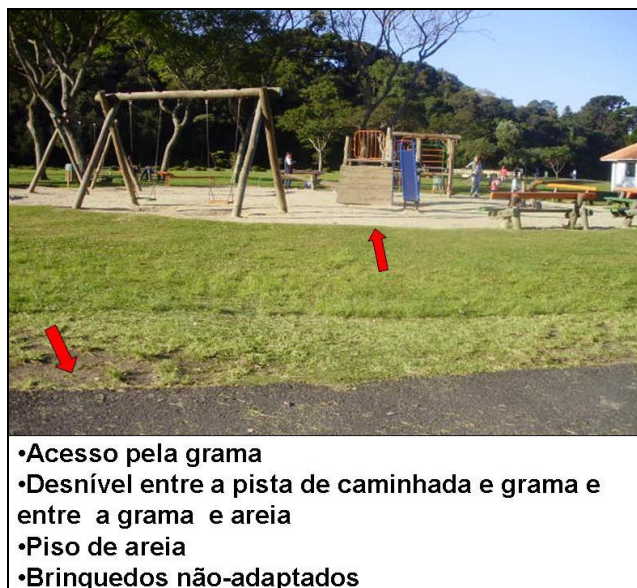 •Acesso pela grama
•Desnível entre a pista de caminhada e grama e
entre a grama e areia
•Piso de areia
•Brinquedos não-adaptados